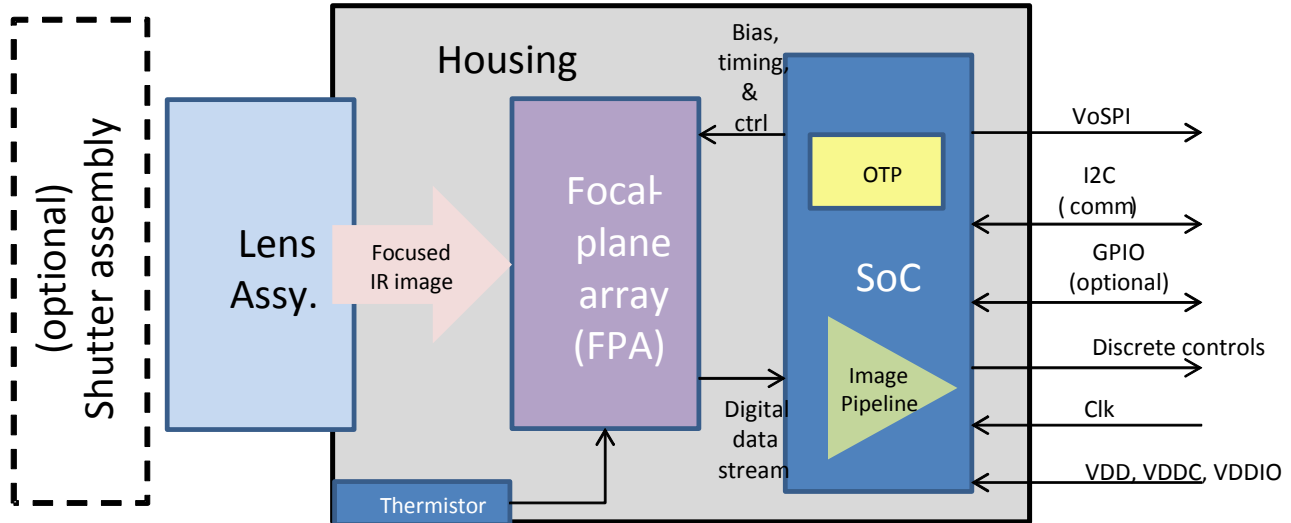 (optional)
Shutter assembly
Lens
Assy.
Housing
Focused
IR image
Focal-
plane
array
(FPA)
Thermistor
Bias,
timing,
&
ctrl
Digital
data
stream
OTP
SoC
Image
Pipeline
VoSPI
I2C
( comm)
GPIO
(optional)
Discrete controls
Clk
VDD, VDDC, VDDIO